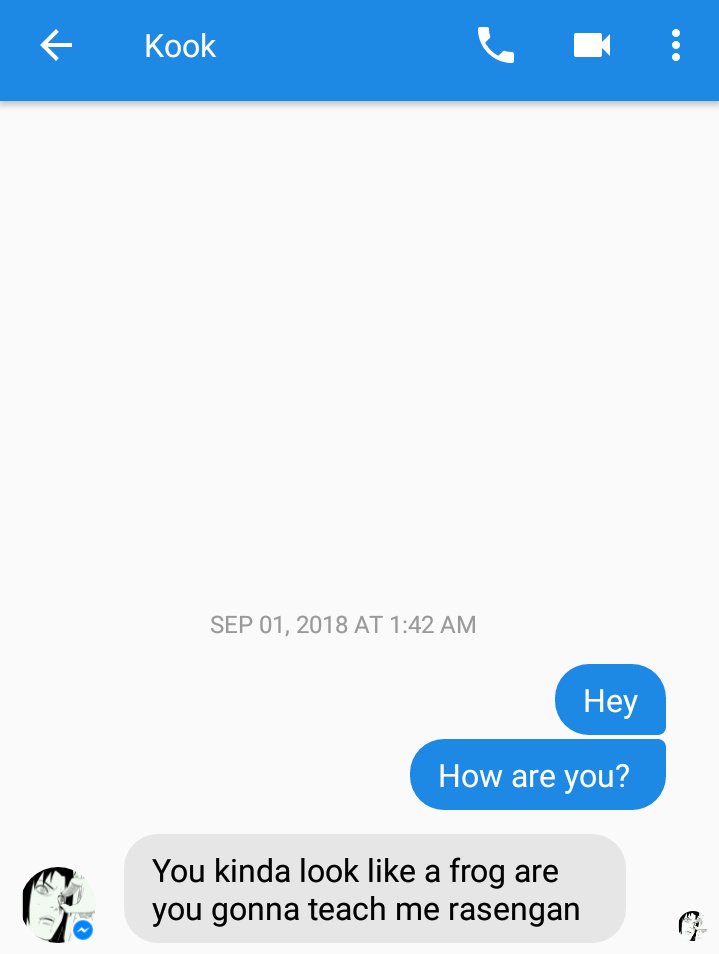 Kook
SEP 01, 2018 AT 1:42 AM
Hey
How are you?
You kinda look like a frog are
you gonna teach me rasengan